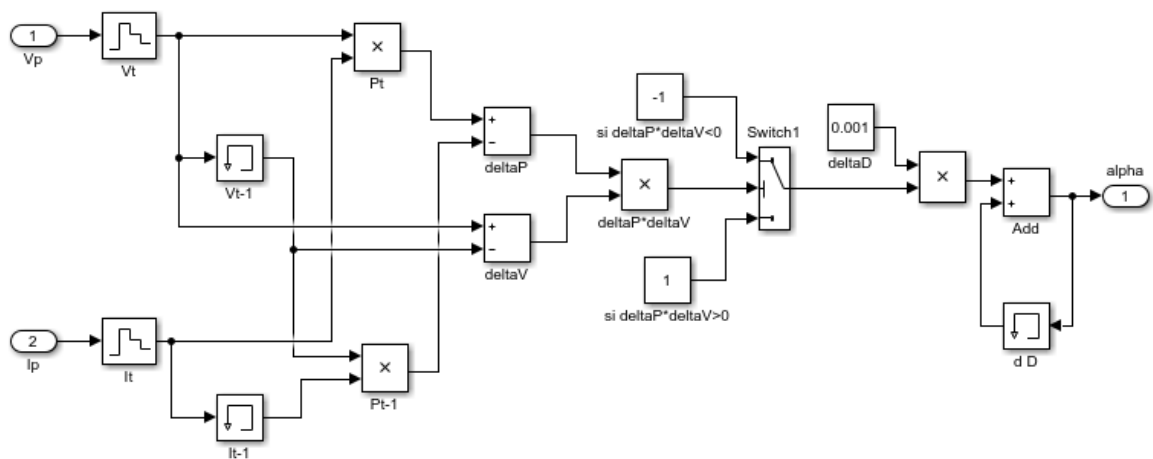 1
Vp
Vt
×
Pt
Vt-1
+
−
deltaP
+
−
deltaV
×
deltaP*deltaV
-1
si deltaP*deltaV<0
1
si deltaP*deltaV>0
Switch1
0.001
deltaD
×
+
+
Add
alpha
1
d D
2
Ip
It
It-1
×
Pt-1